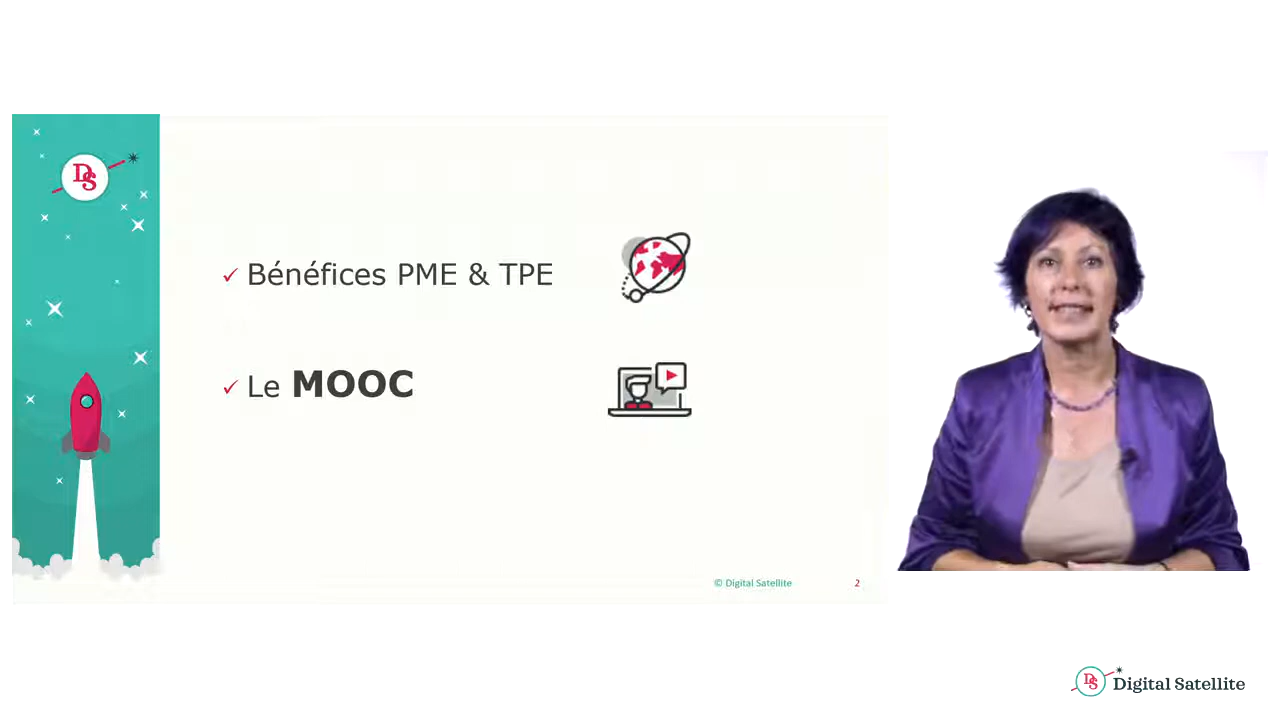 DS
Bénéfices PME & TPE
Le MOOC
© Digital Satellite
2
DS Digital Satellite